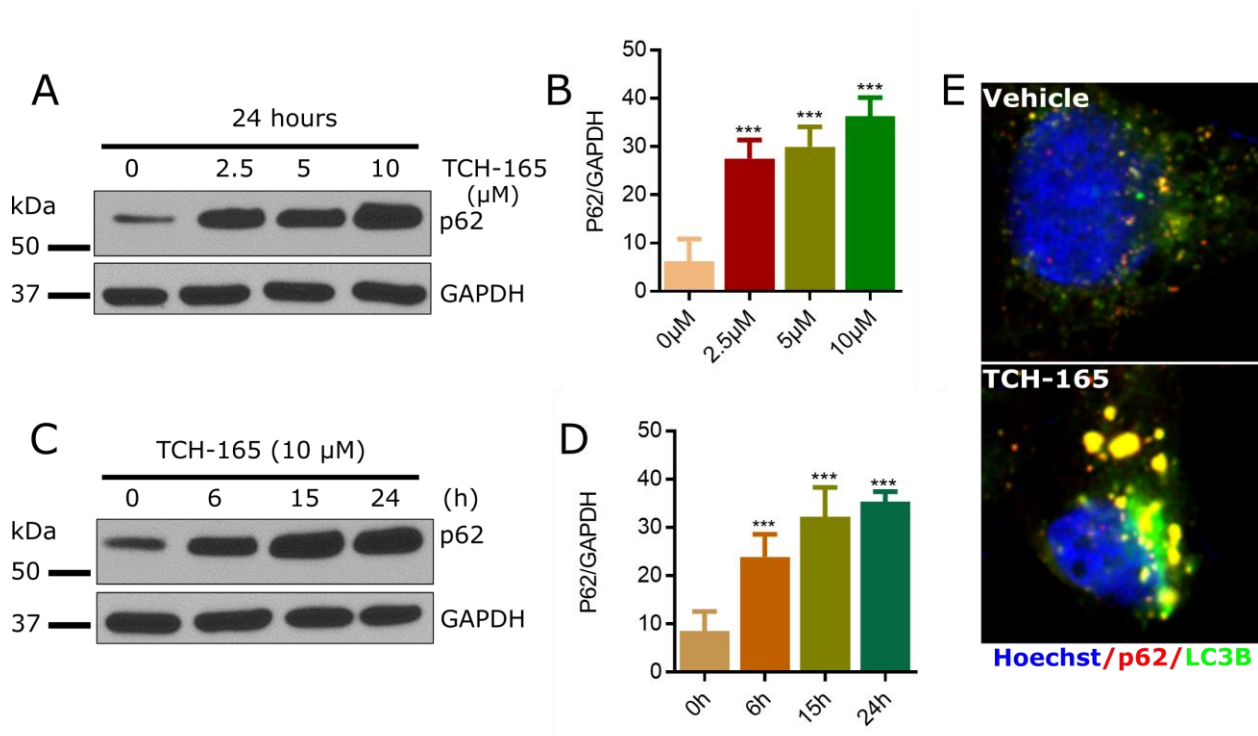 A
24 hours
0 2.5 5 10 TCH-165
(μM)
kDa
p62
50
37
GAPDH
B
P62/GAPDH
50
40
30
20
10
0
*** *** ***
0μM 2.5μM 5μM 10μM
C
TCH-165 (10 μM)
0 6 15 24 (h)
kDa
p62
50
37
GAPDH
D
P62/GAPDH
50
40
30
20
10
0
*** *** ***
0h 6h 15h 24h
E
Vehicle
TCH-165
Hoechst/p62/LC3B